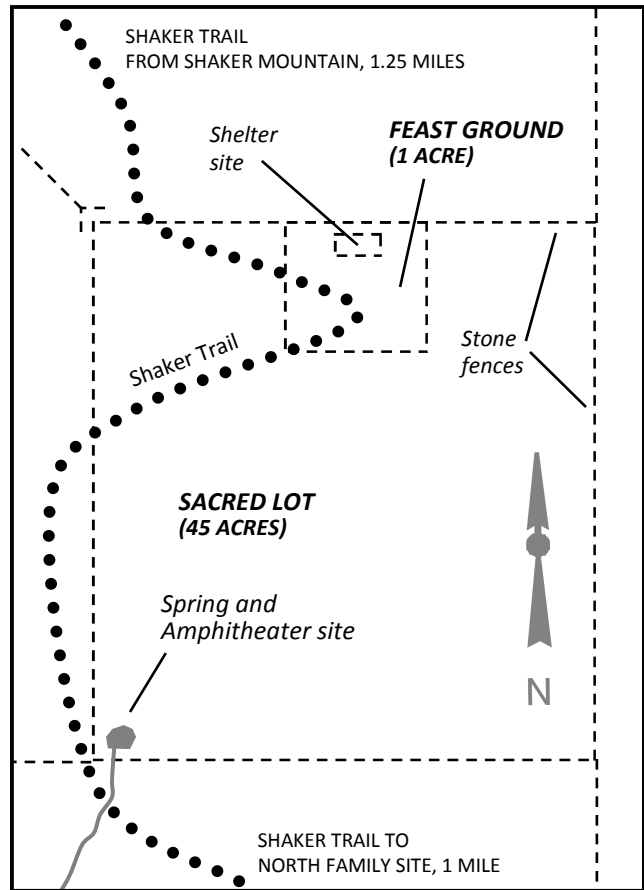 SHAKER TRAIL
FROM SHAKER MOUNTAIN, 1.25 MILES
Shelter
site
FEAST GROUND
(1 ACRE)
Stone
fences
Shaker Trail
SACRED LOT
(45 ACRES)
Spring and
Amphitheater site
N
SHAKER TRAIL TO
NORTH FAMILY SITE, 1 MILE